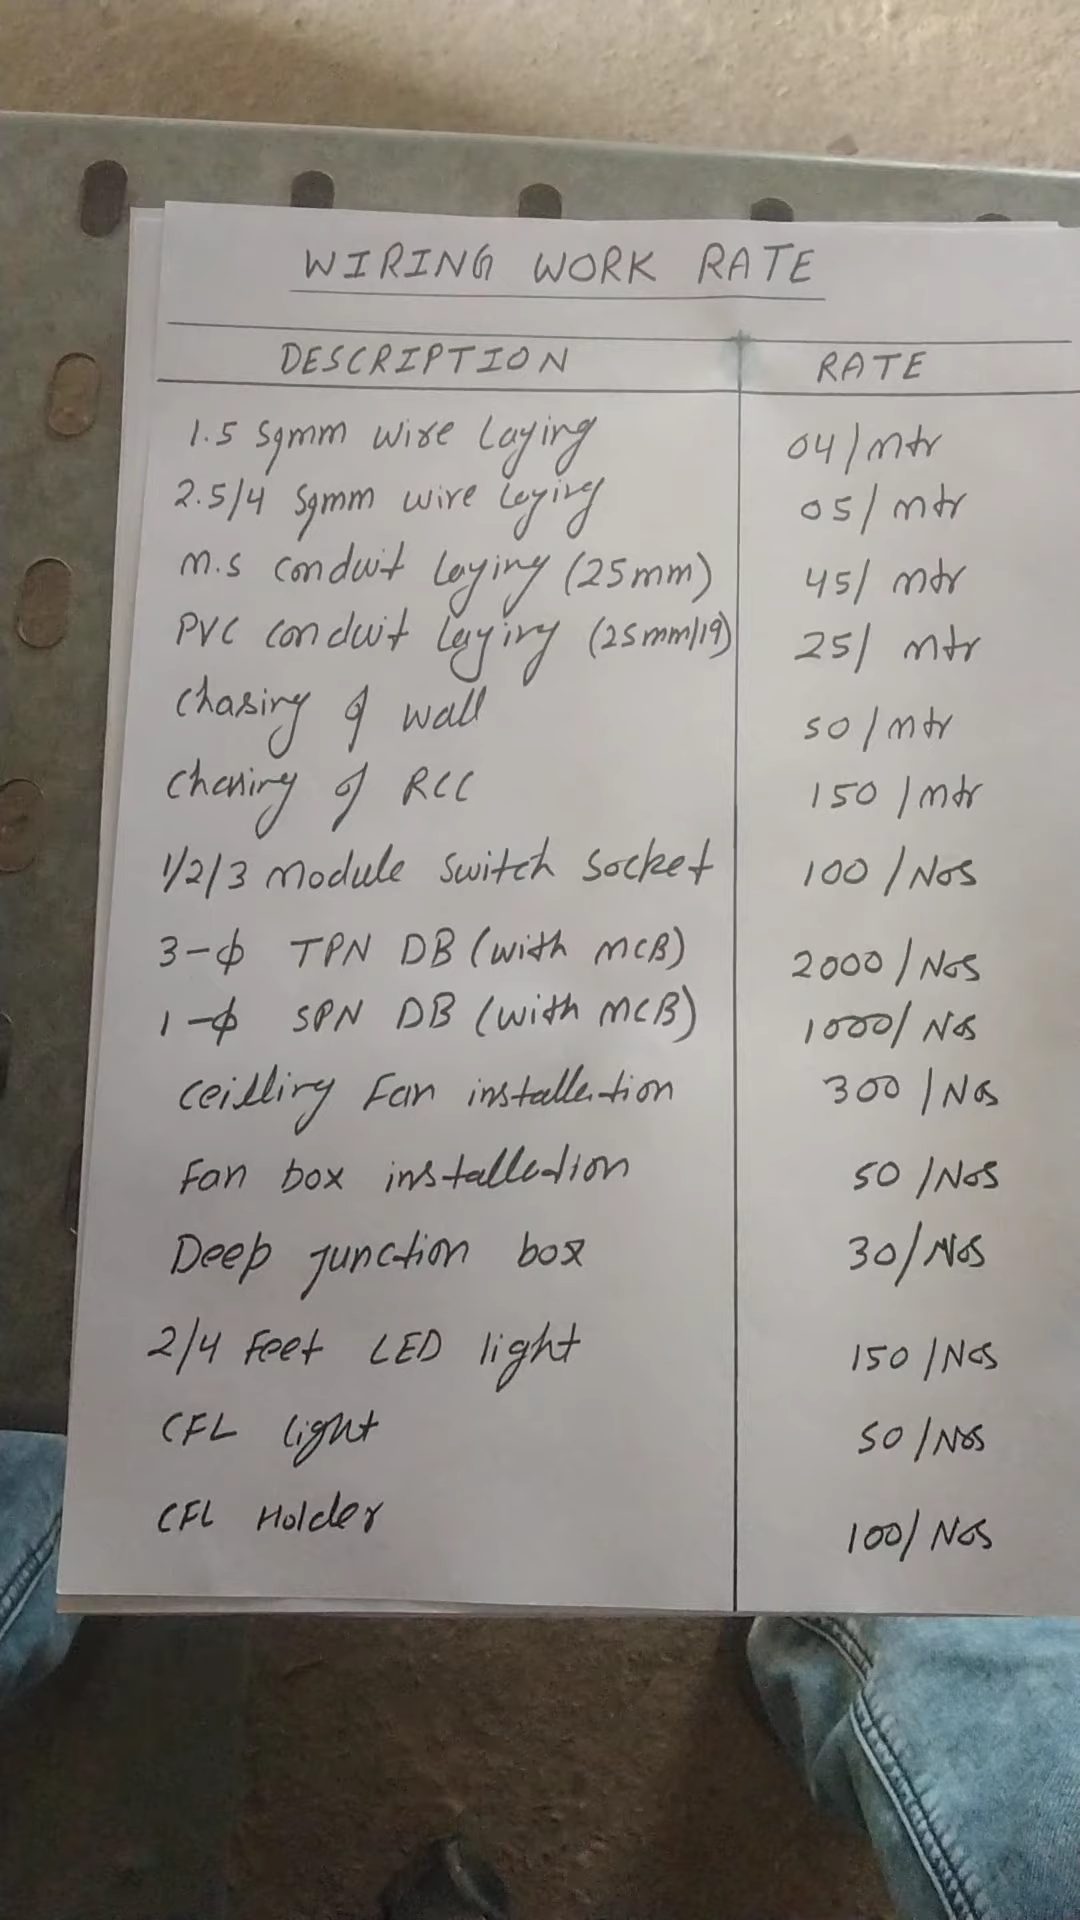 WIRING WORK RATE
DESCRIPTION RATE
1.5 Sqmm wire Laying 04/mtr
2.5/4 Sqmm wire Leying 05/mtr
M.S conduit Leying (25mm) 45/mtr
PVC conduit Leying (25mm/19) 25/mtr
Chasing of wall 50/mtr
Chasing of RCC 150/mtr
1/2/3 Module Switch Socket 100/Nos
3-ф TPN DB (with MCB) 2000/Nos
1-ф SPN DB (with MCB) 1000/Nos
Ceilling Fan installation 300/Nos
Fan box installation 50/Nos
Deep Junction box 30/Nos
2/4 Feet LED light 150/Nos
CFL Light 50/Nos
CFL Holder 100/Nos